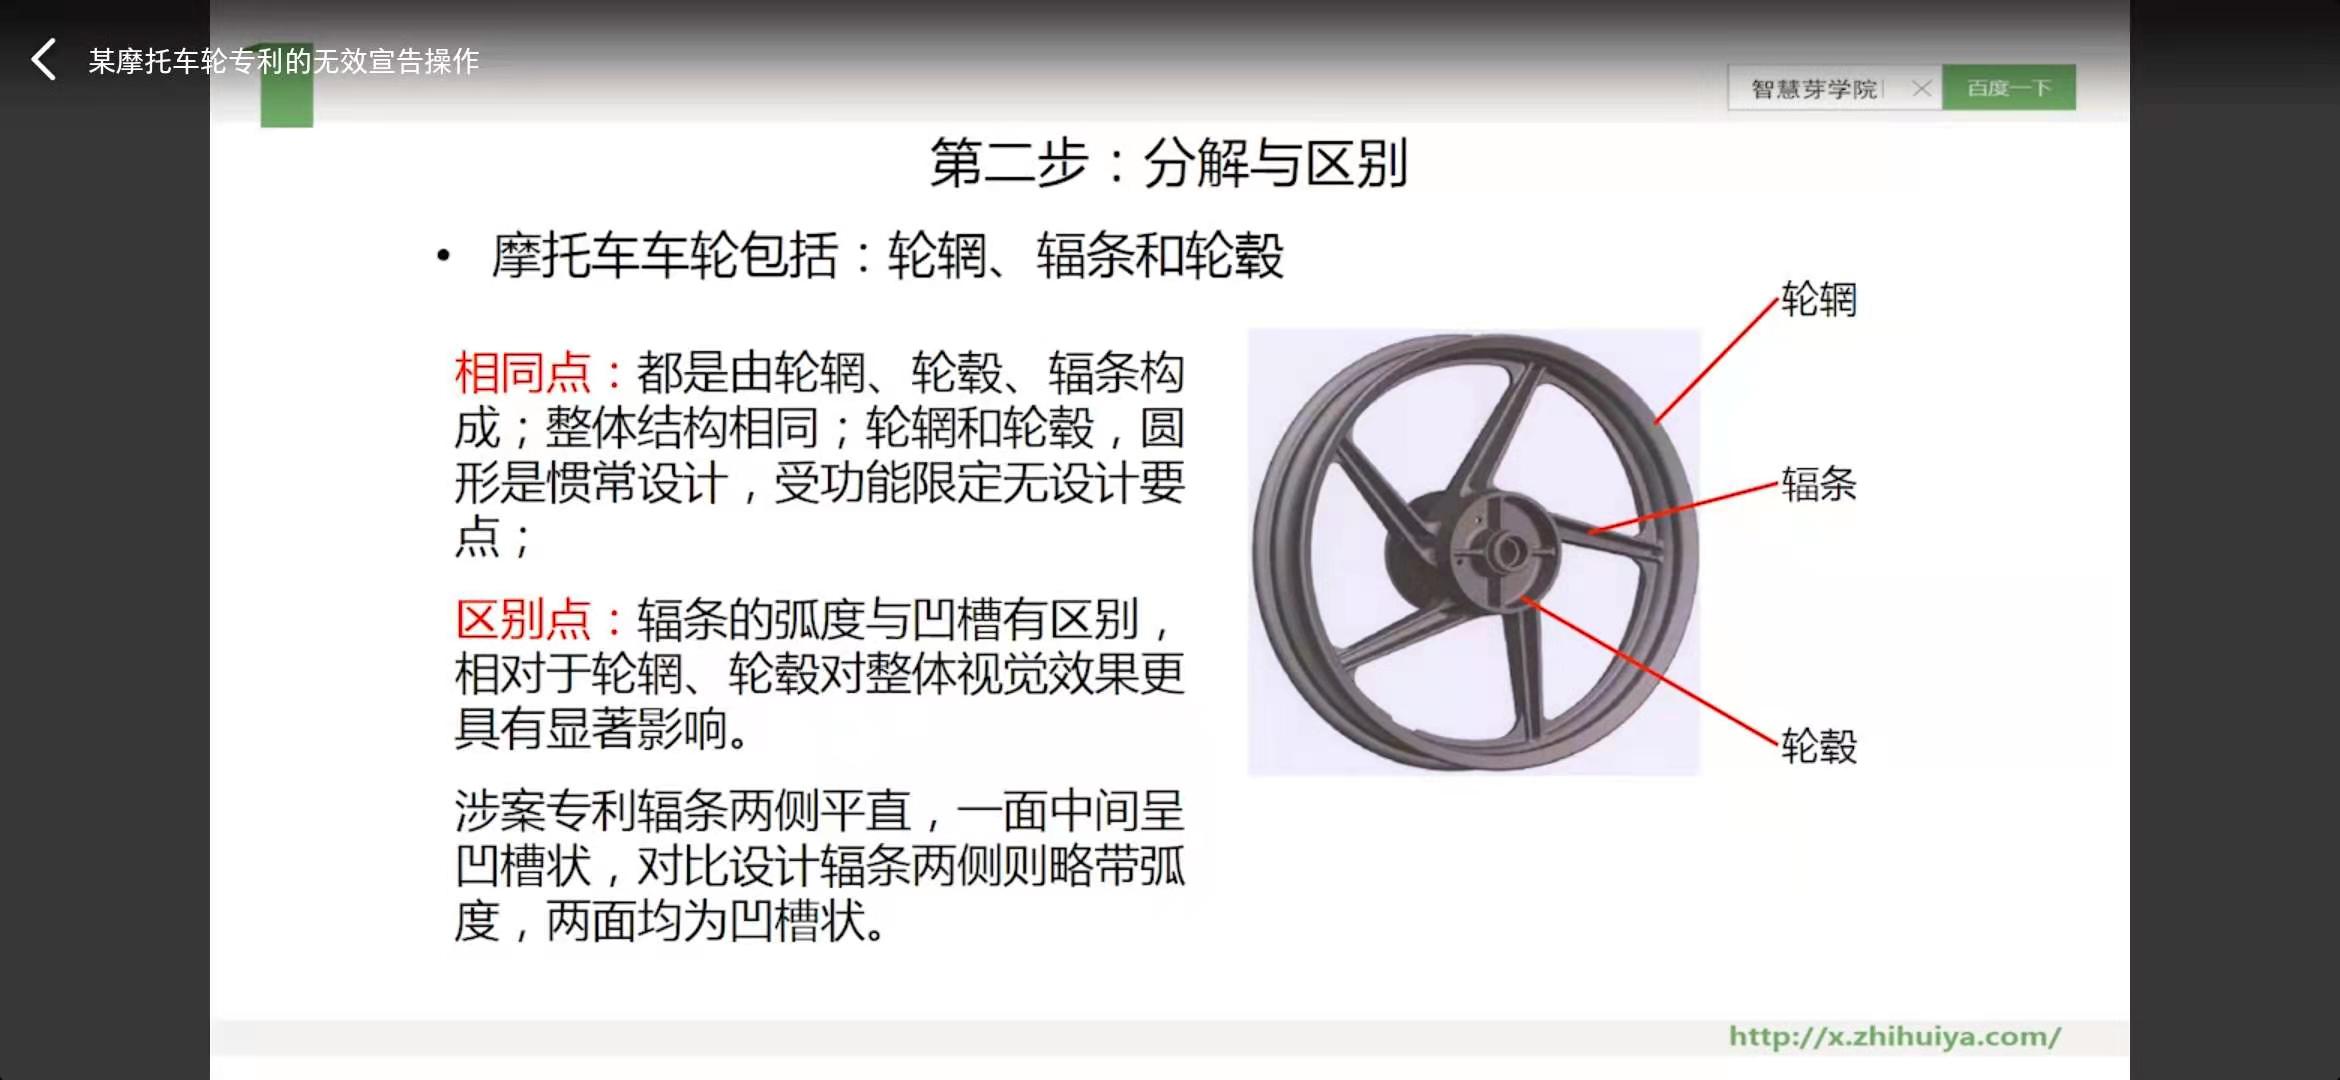 某摩托车轮专利的无效宣告操作
智慧芽学院
百度一下
第二步：分解与区别
• 摩托车车轮包括：轮辋、辐条和轮毂
相同点：都是由轮辋、轮毂、辐条构
成；整体结构相同；轮辋和轮毂，圆
形是惯常设计，受功能限定无设计要
点；
区别点：辐条的弧度与凹槽有区别，
相对于轮辋、轮毂对整体视觉效果更
具有显著影响。
涉案专利辐条两侧平直，一面中间呈
凹槽状，对比设计辐条两侧则略带弧
度，两面均为凹槽状。
轮辋
辐条
轮毂
http://x.zhihuiya.com/